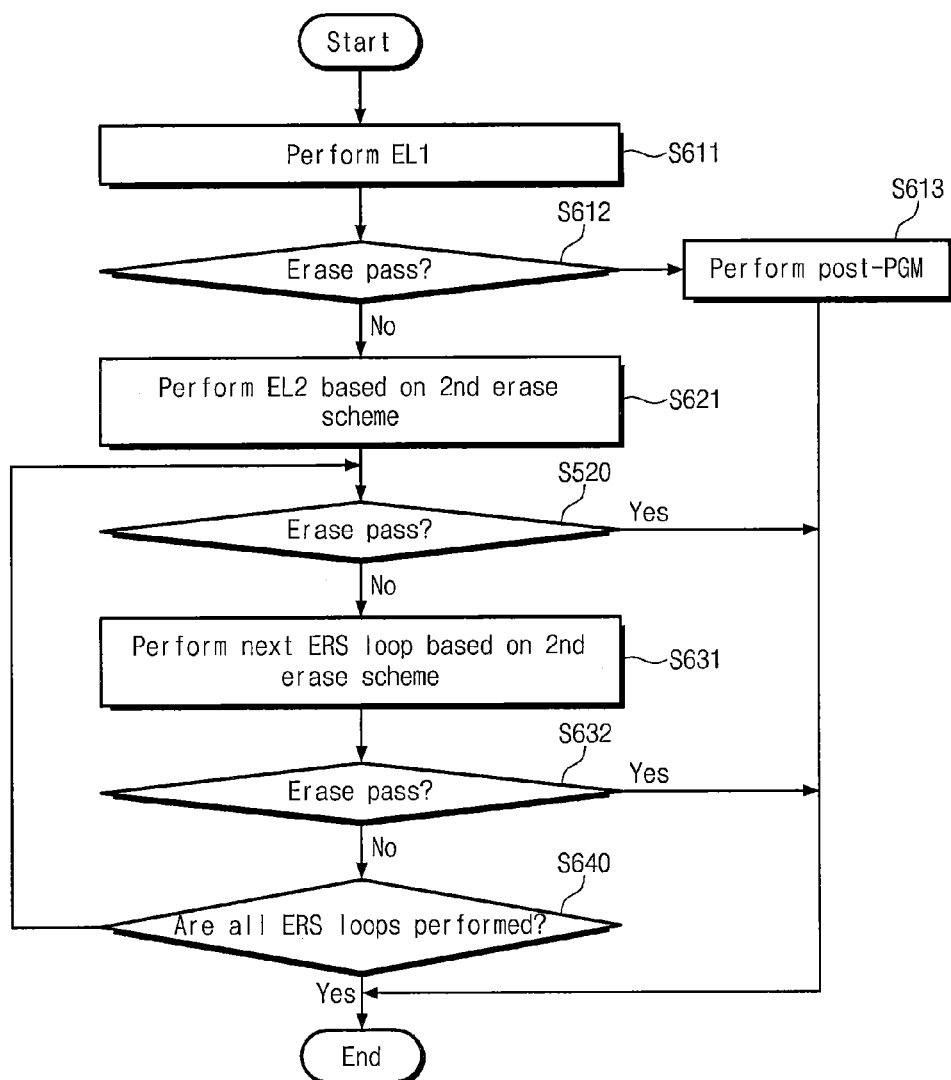 Start
Perform EL1
S611
S612
S613
Erase pass?
Perform post-PGM
No
Perform EL2 based on 2nd erase
scheme
S621
S520
Erase pass?
Yes
No
Perform next ERS loop based on 2nd
erase scheme
S631
S632
Erase pass?
Yes
No
S640
Are all ERS loops performed?
Yes
End